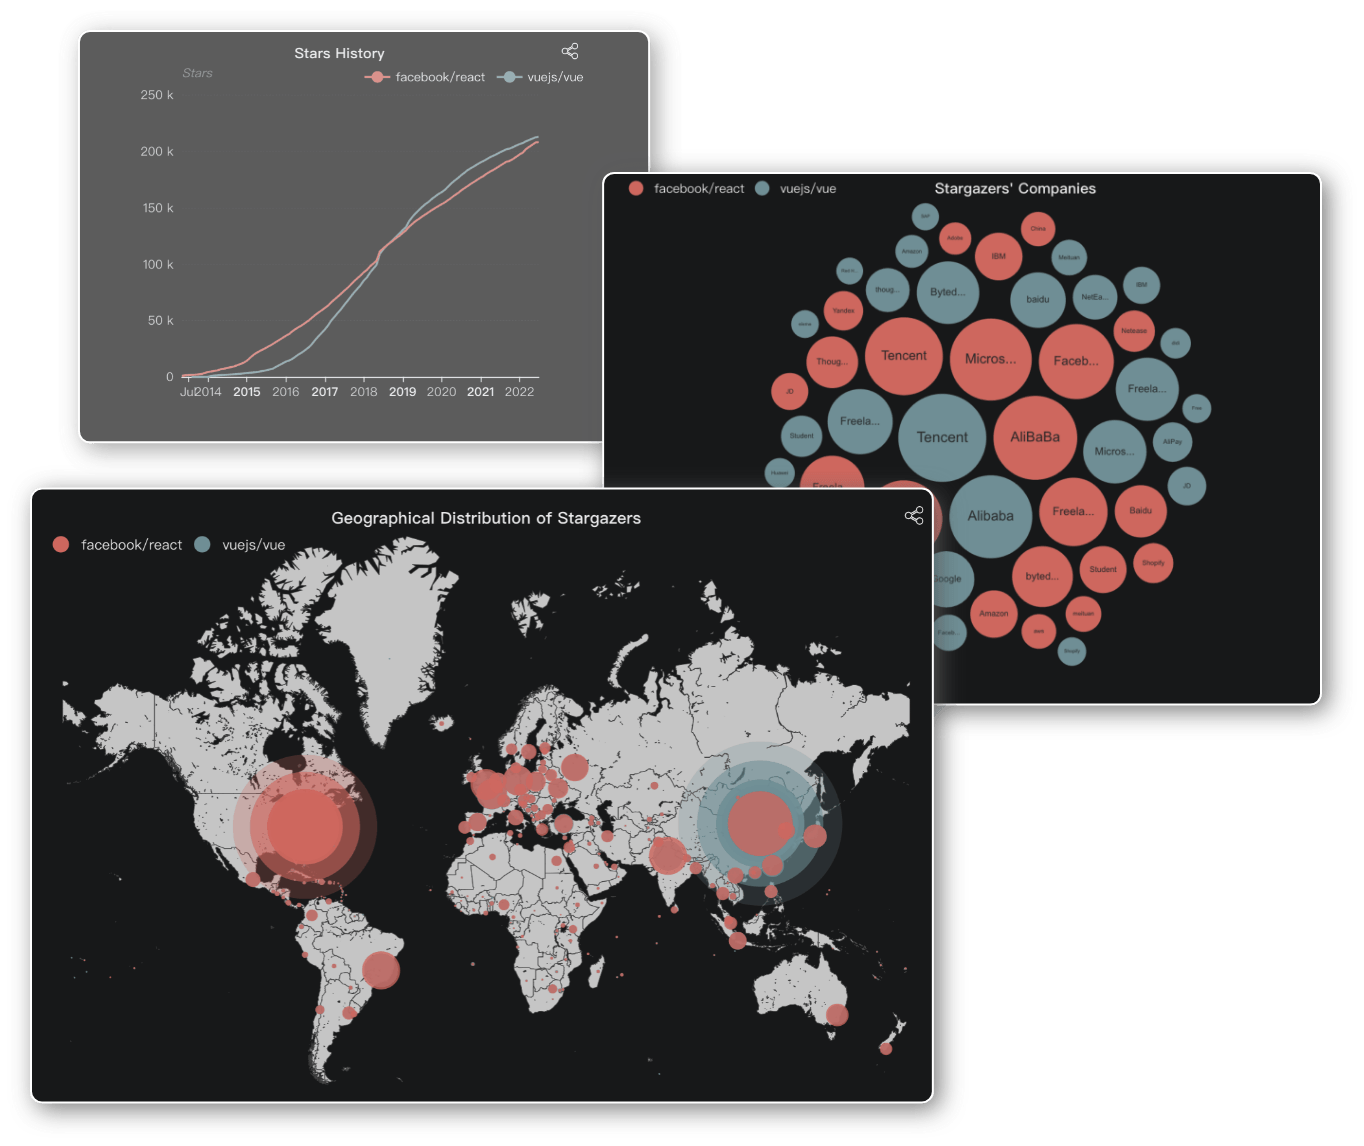 Stars History
Stars
facebook/react vuejs/vue
250 k
200 k
150 k
100 k
50 k
0
Jul 2014 2015 2016 2017 2018 2019 2020 2021 2022
facebook/react vuejs/vue
Stargazers' Companies
SAP
Adobe
China
Amazon
IBM
Meituan
thoug...
Byted...
baidu
NetEa...
IBM
Yandex
Netease
Tencent
Micros...
Faceb...
Thoug...
JD
Freela...
Free
Freela...
Student
Tencent
AliBaBa
Micros...
AliPay
Huawei
Freela...
JD
Alibaba
Freela...
Baidu
oogle
byted...
Student
Shopify
Amazon
meituan
Faceb...
Shopify
Geographical Distribution of Stargazers
facebook/react vuejs/vue